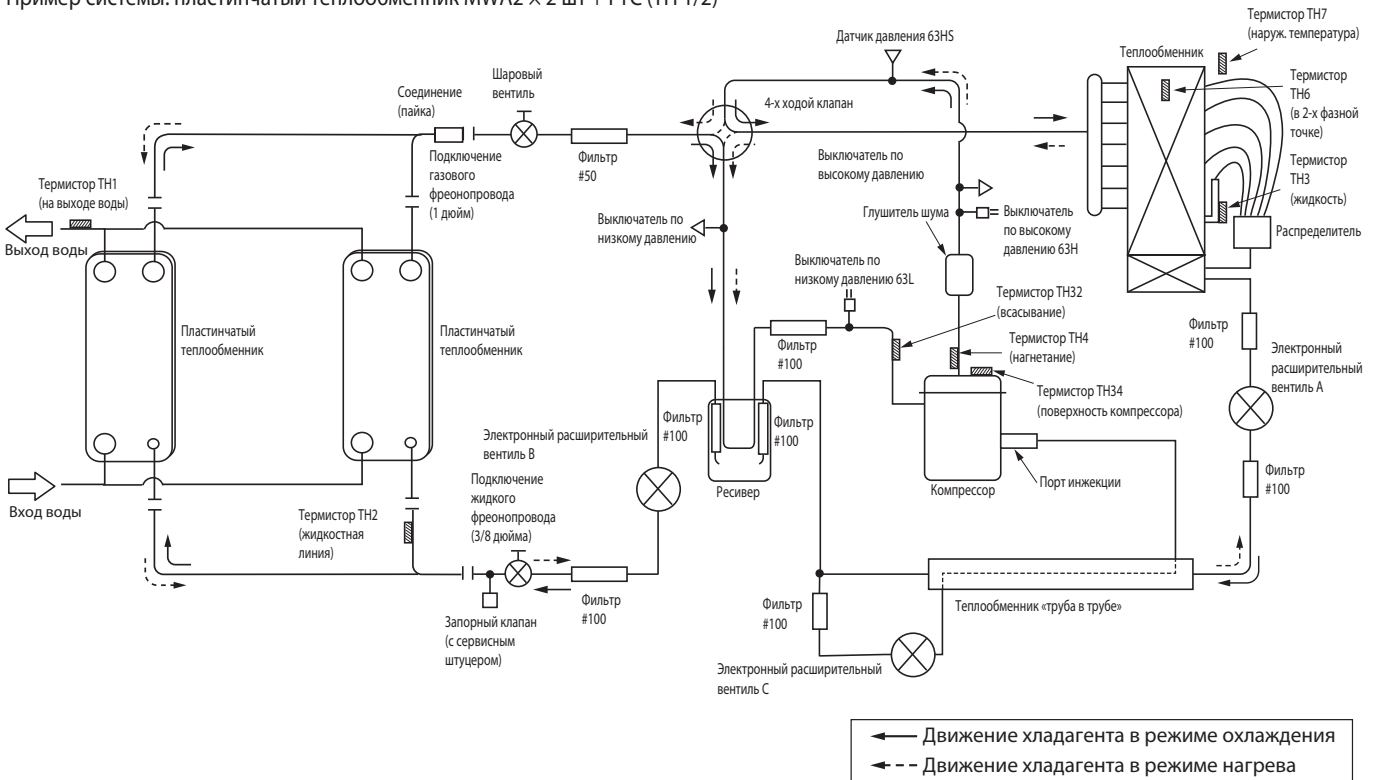 Пример системы: пластинчатый теплообменник MWA2 × 2 шт + PTC (TH 1/2)
Термистор TH7
(наруж. температура)
Датчик давления 63HS
Теплообменник
Термистор
TH6
(в 2-х фазной
точке)
Шаровый
вентиль
Соединение
(пайка)
4-х ходой клапан
Фильтр
#50
Подключение
газового
фреонопровода
(1 дюйм)
Выключатель по
высокому давлению
Термистор
TH3
(жидкость)
Термистор TH1
(на выходе воды)
Выход воды
Выключатель по
низкому давлению
Глушитель шума
Выключатель
по высокому
давлению 63H
Распределитель
Выключатель по
низкому давлению 63L
Термистор TH32
(всасывание)
Пластинчатый
теплообменник
Пластинчатый
теплообменник
Фильтр
#100
Термистор TH4
(нагнетание)
Фильтр
#100
Электронный
расширительный
вентиль A
Термистор TH34
(поверхность компрессора)
Фильтр
#100
Фильтр
#100
Электронный расширительный
вентиль B
Подключение
жидкого
фреонопровода
(3/8 дюйма)
Ресивер
Компрессор
Порт инжекции
Фильтр
#100
Вход воды
Термистор TH2
(жидкостная
линия)
Фильтр
#100
Запорный клапан
(с сервисным
штуцером)
Фильтр
#100
Теплообменник «труба в трубе»
Электронный расширительный
вентиль C
Движение хладагента в режиме охлаждения
Движение хладагента в режиме нагрева